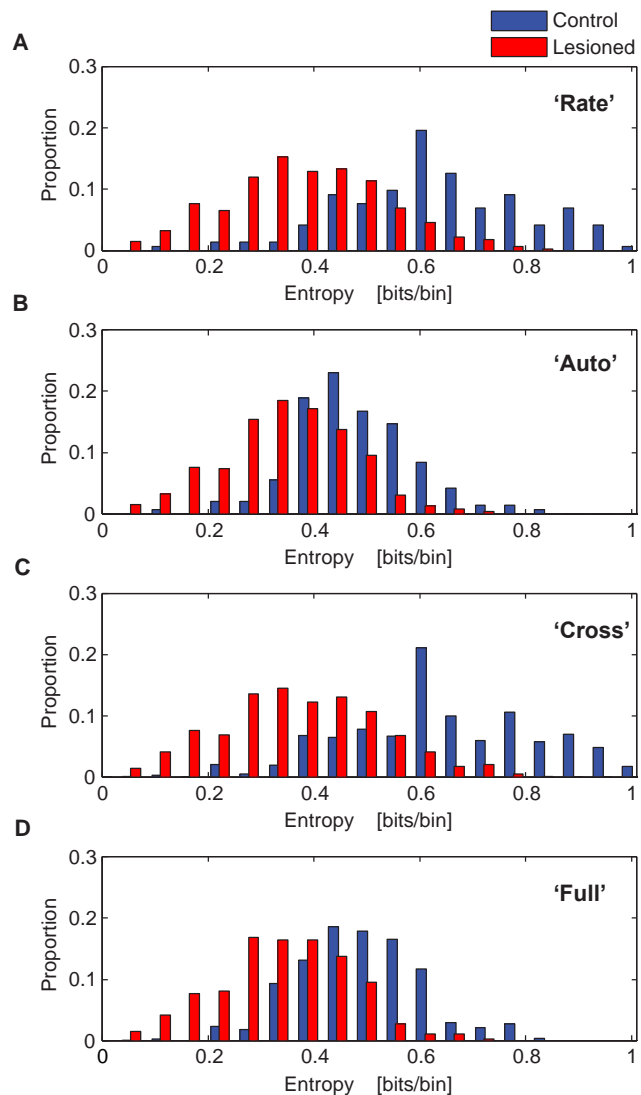 Control
Lesioned
A
0.3
0.2
0.1
0
Proportion
‘Rate’
0 0.2 0.4 0.6 0.8 1
Entropy [bits/bin]
B
0.3
0.2
0.1
0
Proportion
‘Auto’
0 0.2 0.4 0.6 0.8 1
Entropy [bits/bin]
C
0.3
0.2
0.1
0
Proportion
‘Cross’
0 0.2 0.4 0.6 0.8 1
Entropy [bits/bin]
D
0.3
0.2
0.1
0
Proportion
‘Full’
0 0.2 0.4 0.6 0.8 1
Entropy [bits/bin]